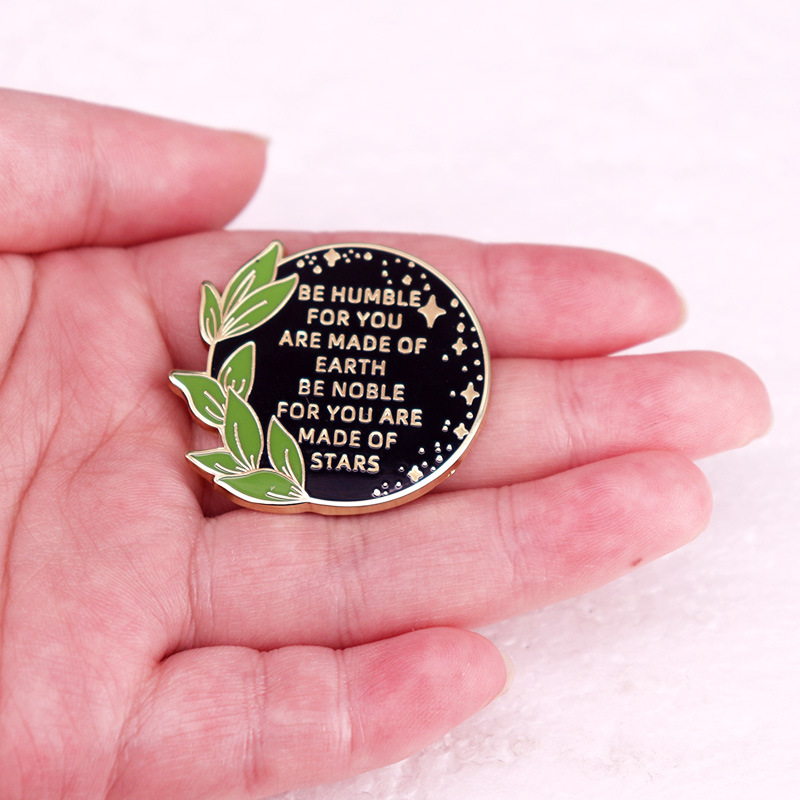 BE HUMBLE
FOR YOU
ARE MADE OF
EARTH
BE NOBLE
FOR YOU ARE
MADE OF
STARS